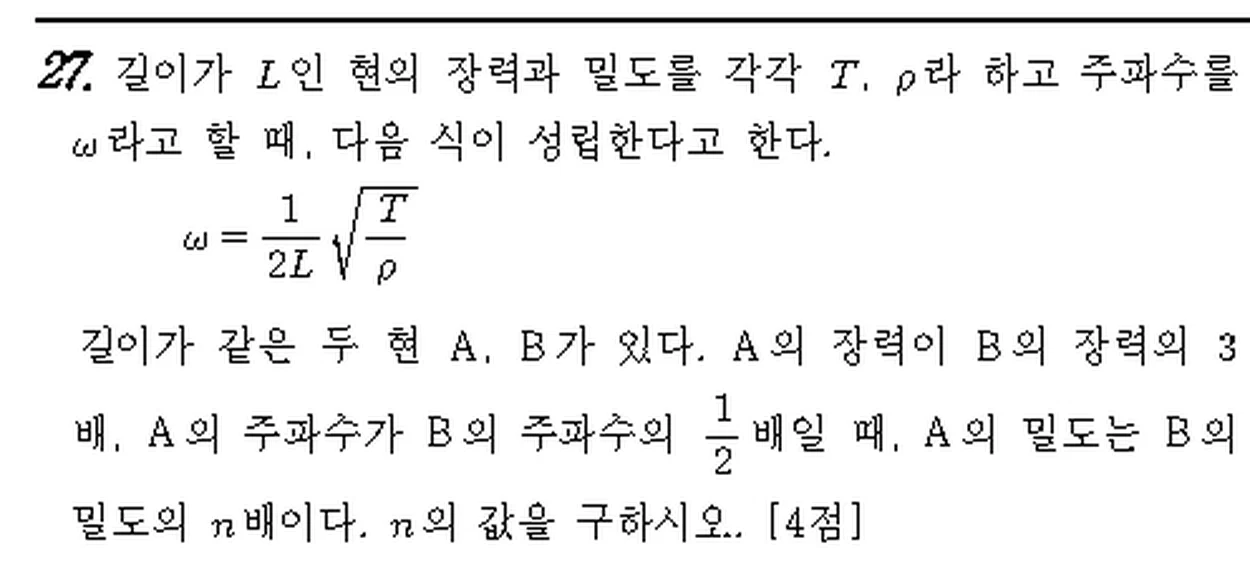 27. 길이가 L인 현의 장력과 밀도를 각각 T, ρ라 하고 주파수를
ω라고 할 때, 다음 식이 성립한다고 한다.
ω = \frac{1}{2L} \sqrt{\frac{T}{ρ}}
길이가 같은 두 현 A, B가 있다. A의 장력이 B의 장력의 3
배, A의 주파수가 B의 주파수의 \frac{1}{2}배일 때, A의 밀도는 B의
밀도의 n배이다. n의 값을 구하시오.. [4점]